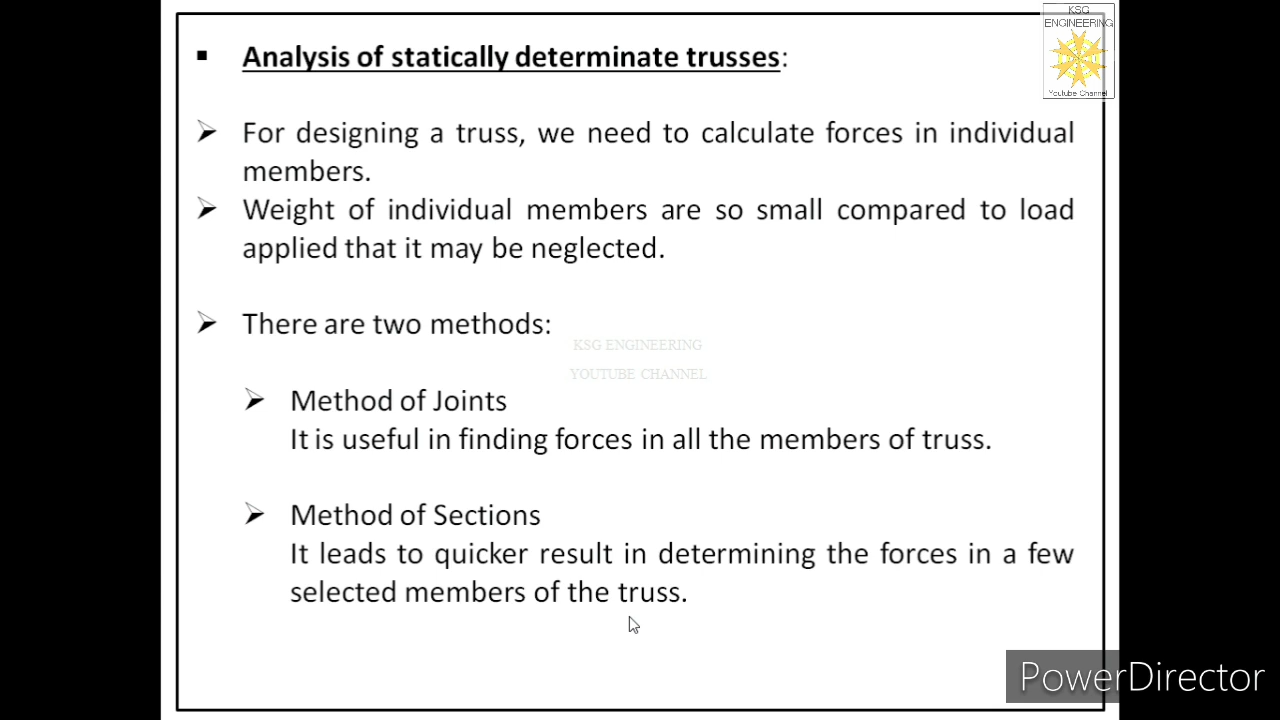 KSG
ENGINEERING
Youtube Channel
▪ Analysis of statically determinate trusses:
➢ For designing a truss, we need to calculate forces in individual
members.
➢ Weight of individual members are so small compared to load
applied that it may be neglected.
➢ There are two methods:
KSG ENGINEERING
YOUTUBE CHANNEL
➢ Method of Joints
It is useful in finding forces in all the members of truss.
➢ Method of Sections
It leads to quicker result in determining the forces in a few
selected members of the truss.
PowerDirector